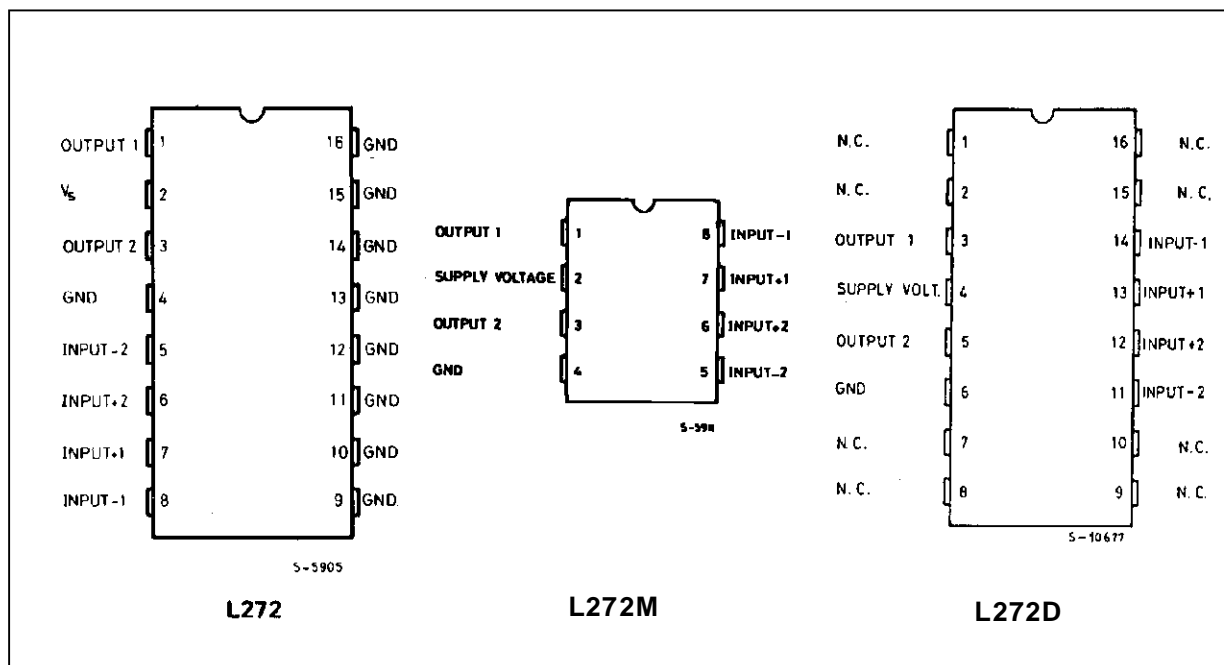 OUTPUT 1 1 16 GND
Vs 2 15 GND
OUTPUT 2 3 14 GND
GND 4 13 GND
INPUT-2 5 12 GND
INPUT+2 6 11 GND
INPUT+1 7 10 GND
INPUT-1 8 9 GND
S-5905
L272
OUTPUT 1 1 8 INPUT-1
SUPPLY VOLTAGE 2 7 INPUT+1
OUTPUT 2 3 6 INPUT+2
GND 4 5 INPUT-2
L272M
N.C. 1 16 N.C.
N.C. 2 15 N.C.
OUTPUT 1 3 14 INPUT-1
SUPPLY VOLT. 4 13 INPUT+1
OUTPUT 2 5 12 INPUT+2
GND 6 11 INPUT-2
N.C. 7 10 N.C.
N.C. 8 9 N.C.
S-10677
L272D